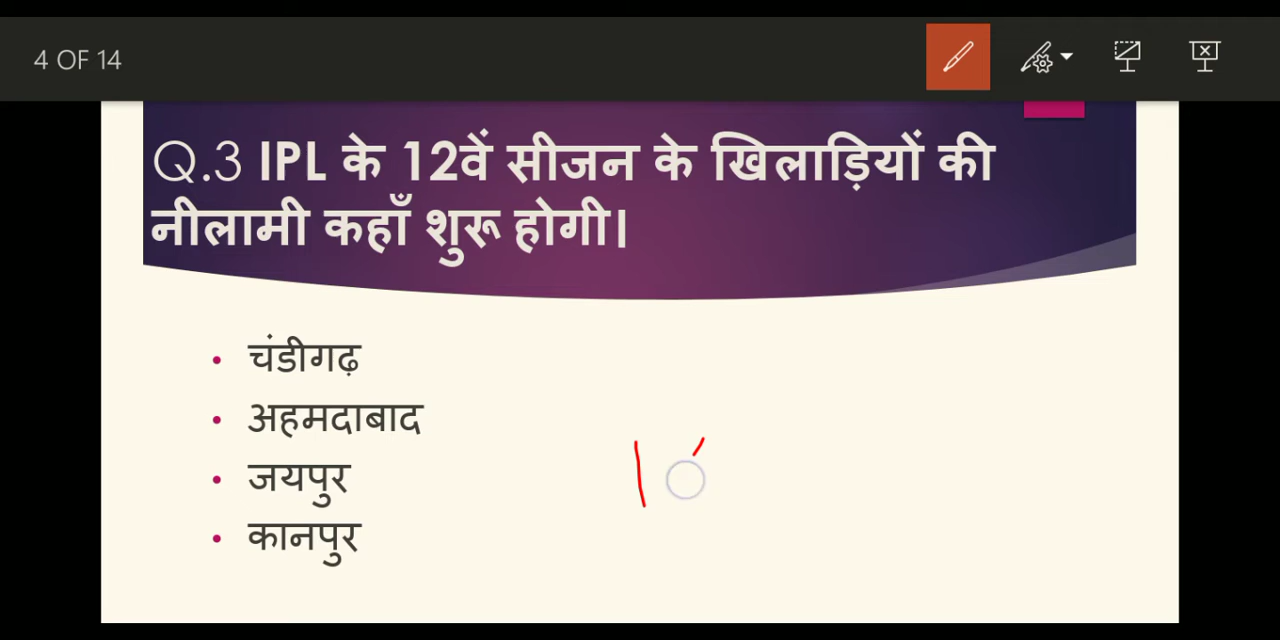 4 OF 14
Q.3 IPL के 12वें सीजन के खिलाड़ियों की
नीलामी कहाँ शुरू होगी।
• चंडीगढ़
• अहमदाबाद
• जयपुर
• कानपुर